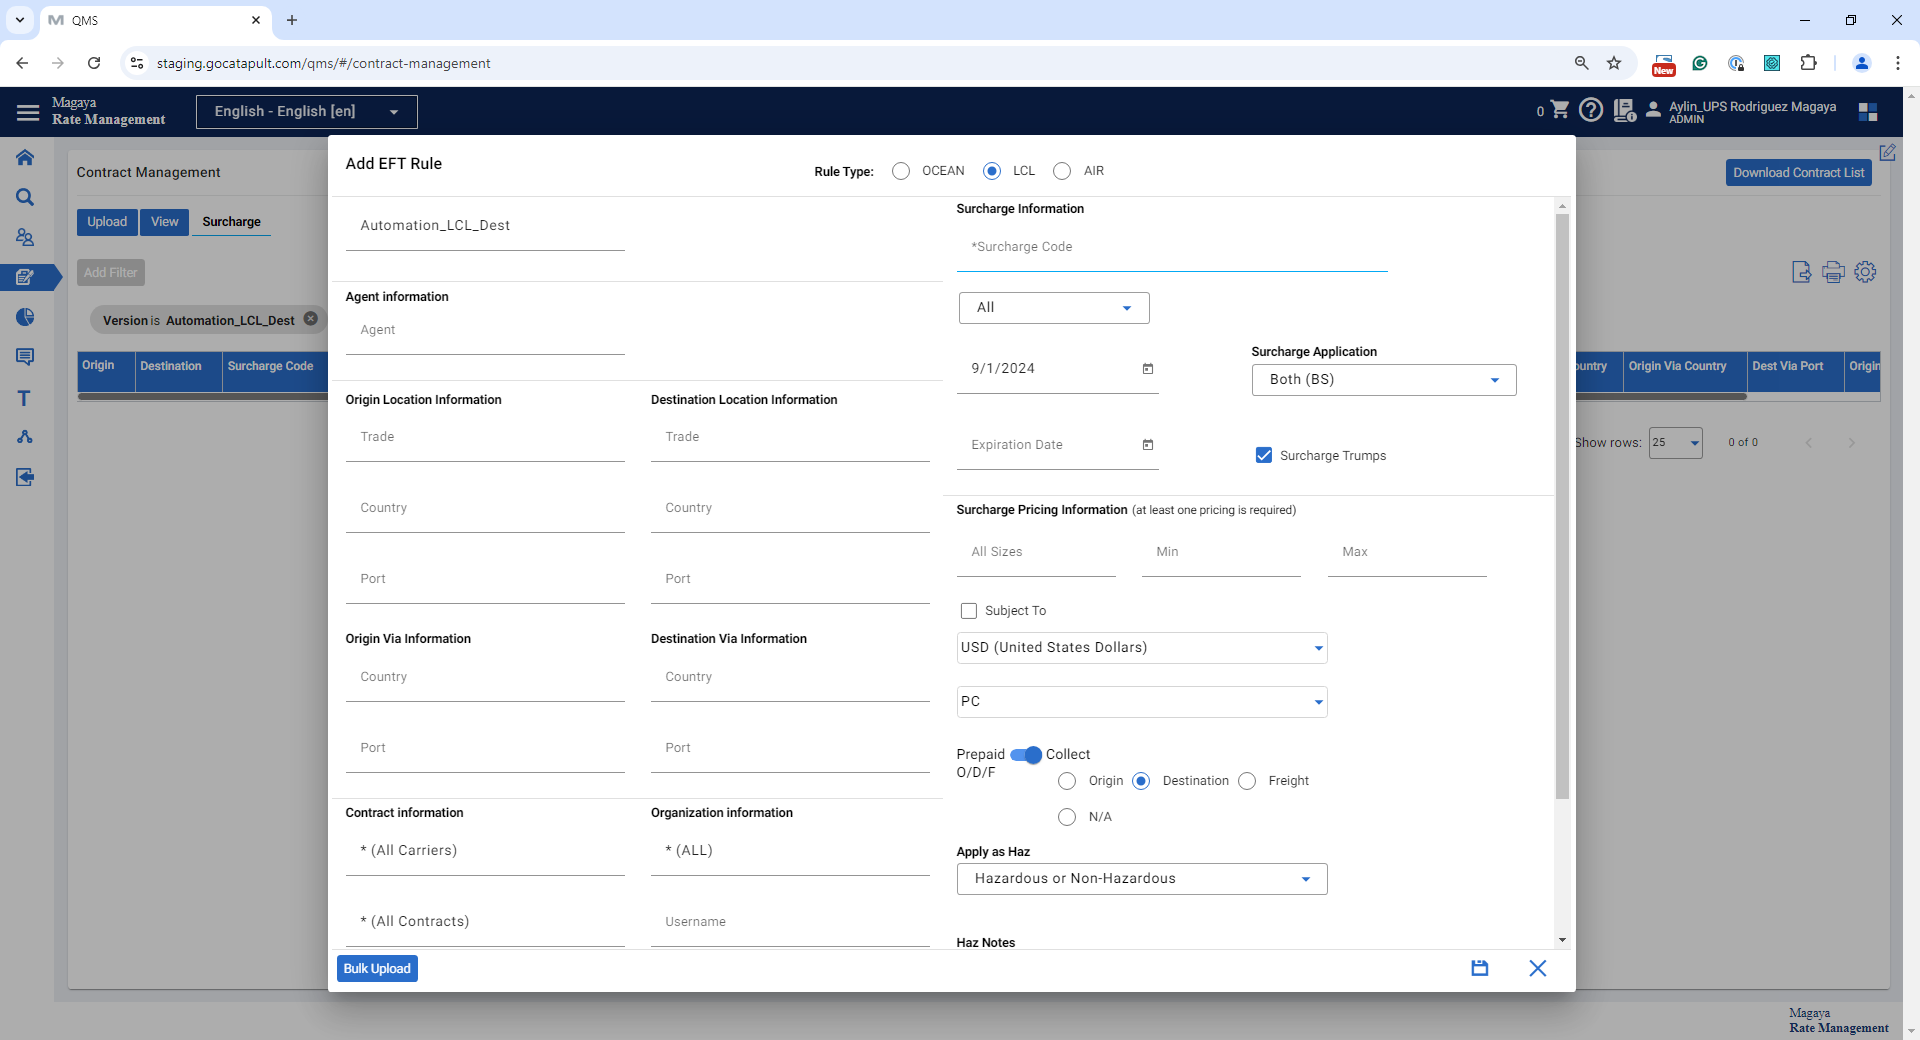 QMS
staging.gocatapult.com/qms/#/contract-management
New
Magaya
Rate Management
English - English [en]
0
Aylin_UPS Rodriguez Magaya
ADMIN
Contract Management
Download Contract List
Upload
View
Surcharge
Add Filter
Version is Automation_LCL_Dest
Origin
Destination
Surcharge Code
Origin Via Country
Dest Via Port
Show rows:
25
0 of 0
Add EFT Rule
Rule Type:
OCEAN
LCL
AIR
Automation_LCL_Dest
Agent information
Agent
Origin Location Information
Destination Location Information
Trade
Trade
Country
Country
Port
Port
Origin Via Information
Destination Via Information
Country
Country
Port
Port
Contract information
Organization information
* (All Carriers)
* (ALL)
* (All Contracts)
Username
Surcharge Information
*Surcharge Code
All
9/1/2024
Surcharge Application
Both (BS)
Expiration Date
Surcharge Trumps
Surcharge Pricing Information (at least one pricing is required)
All Sizes
Min
Max
Subject To
USD (United States Dollars)
PC
Prepaid
Collect
O/D/F
Origin
Destination
Freight
N/A
Apply as Haz
Hazardous or Non-Hazardous
Haz Notes
Bulk Upload
Magaya
Rate Management